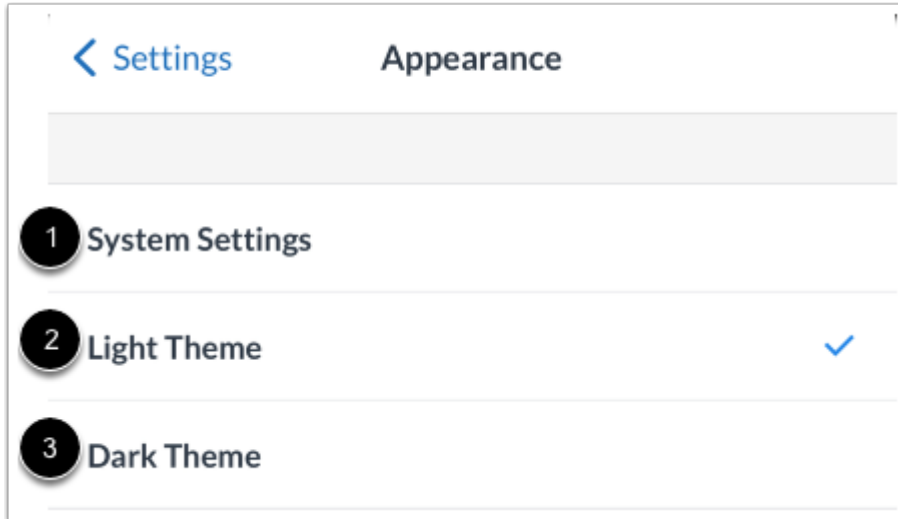 Settings Appearance
1 System Settings
2 Light Theme
3 Dark Theme